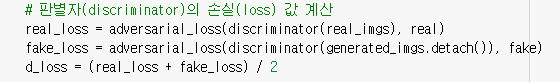 # 판별자(discriminator)의 손실(loss) 값 계산
real_loss = adversarial_loss(discriminator(real_imgs), real)
fake_loss = adversarial_loss(discriminator(generated_imgs.detach()), fake)
d_loss = (real_loss + fake_loss) / 2